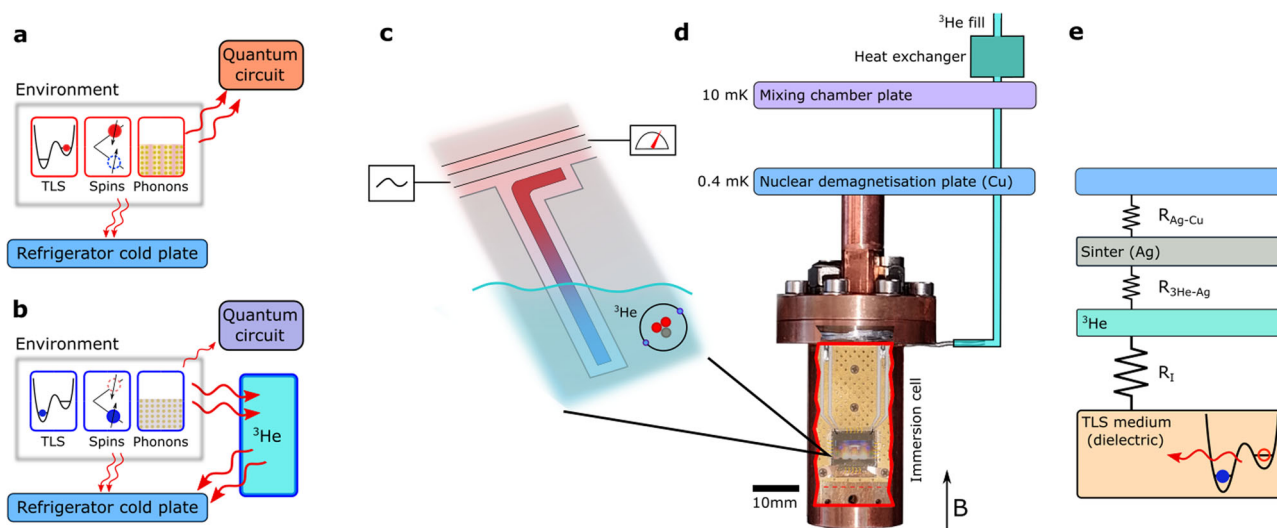 a
Quantum
circuit
Environment
TLS
Spins
Phonons
Refrigerator cold plate
b
Quantum
circuit
Environment
TLS
Spins
Phonons
³He
Refrigerator cold plate
c
³He
d
³He fill
Heat exchanger
10 mK
Mixing chamber plate
0.4 mK
Nuclear demagnetisation plate (Cu)
Immersion cell
10mm
B
e
R_Ag-Cu
Sinter (Ag)
R_3He-Ag
³He
R_I
TLS medium
(dielectric)